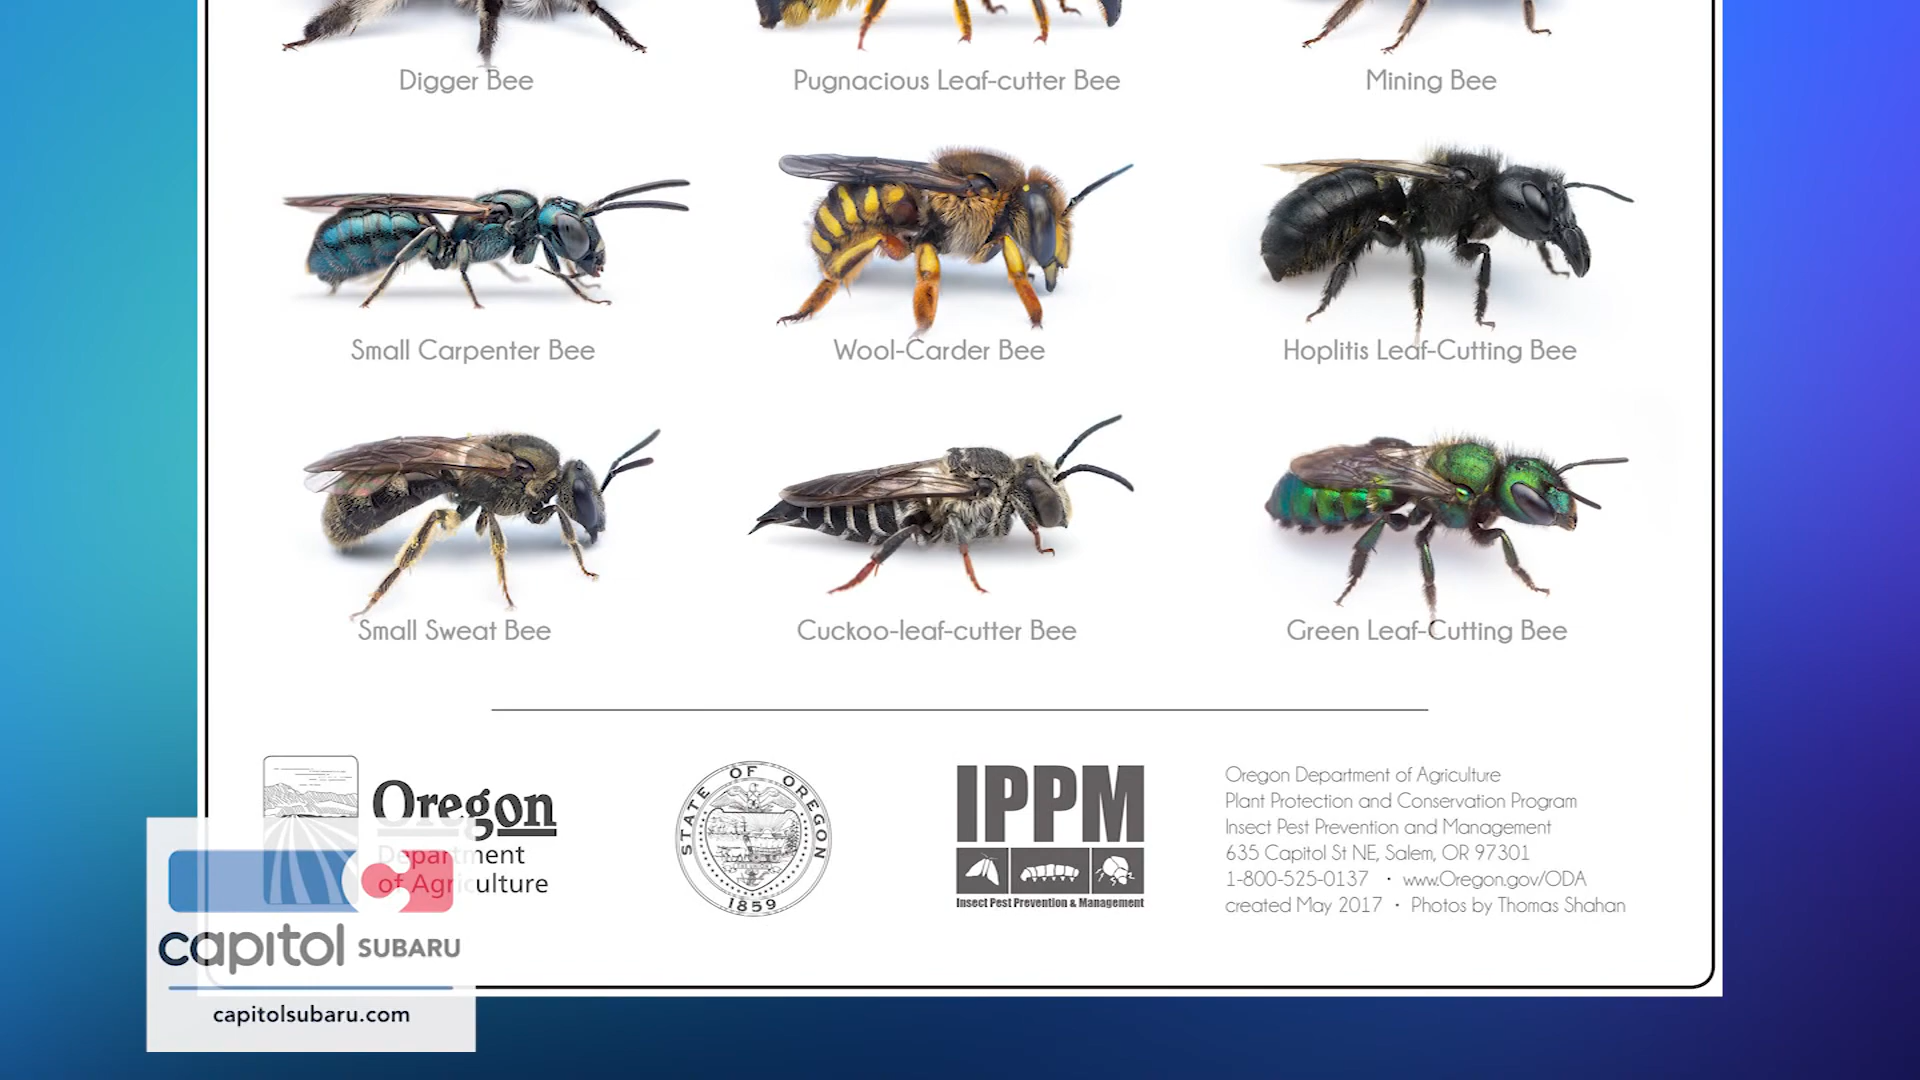 Digger Bee
Pugnacious Leaf-cutter Bee
Mining Bee
Small Carpenter Bee
Wool-Carder Bee
Hoplitis Leaf-Cutting Bee
Small Sweat Bee
Cuckoo-leaf-cutter Bee
Green Leaf-Cutting Bee
Oregon
Department
of Agriculture
STATE OF OREGON
1859
IPPM
Insect Pest Prevention & Management
Oregon Department of Agriculture
Plant Protection and Conservation Program
Insect Pest Prevention and Management
635 Capitol St NE, Salem, OR 97301
1-800-525-0137 • www.Oregon.gov/ODA
created May 2017 • Photos by Thomas Shahan
capitol SUBARU
capitolsubaru.com